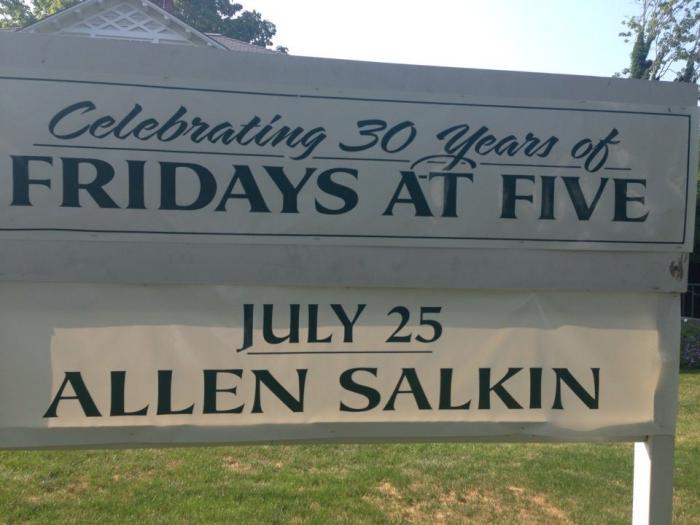 Celebrating 30 Years of
FRIDAYS AT FIVE
JULY 25
ALLEN SALKIN